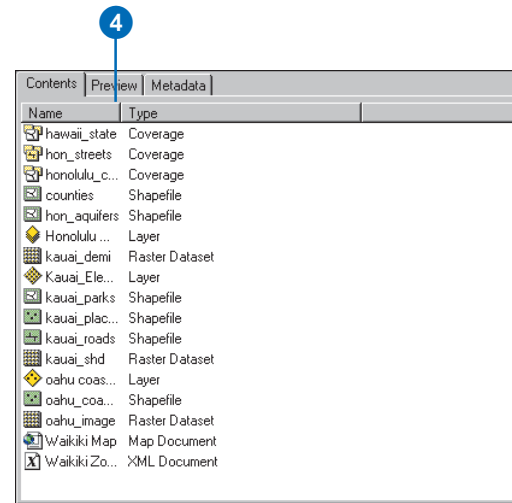 4
Contents Preview Metadata
Name Type
hawaii_state Coverage
hon_streets Coverage
honolulu_c... Coverage
counties Shapefile
hon_aquifers Shapefile
Honolulu ... Layer
kauai_demi Raster Dataset
Kauai_Ele... Layer
kauai_parks Shapefile
kauai_plac... Shapefile
kauai_roads Shapefile
kauai_shd Raster Dataset
oahu coas... Layer
oahu_coa... Shapefile
oahu_image Raster Dataset
Waikiki Map Map Document
Waikiki Zo... XML Document